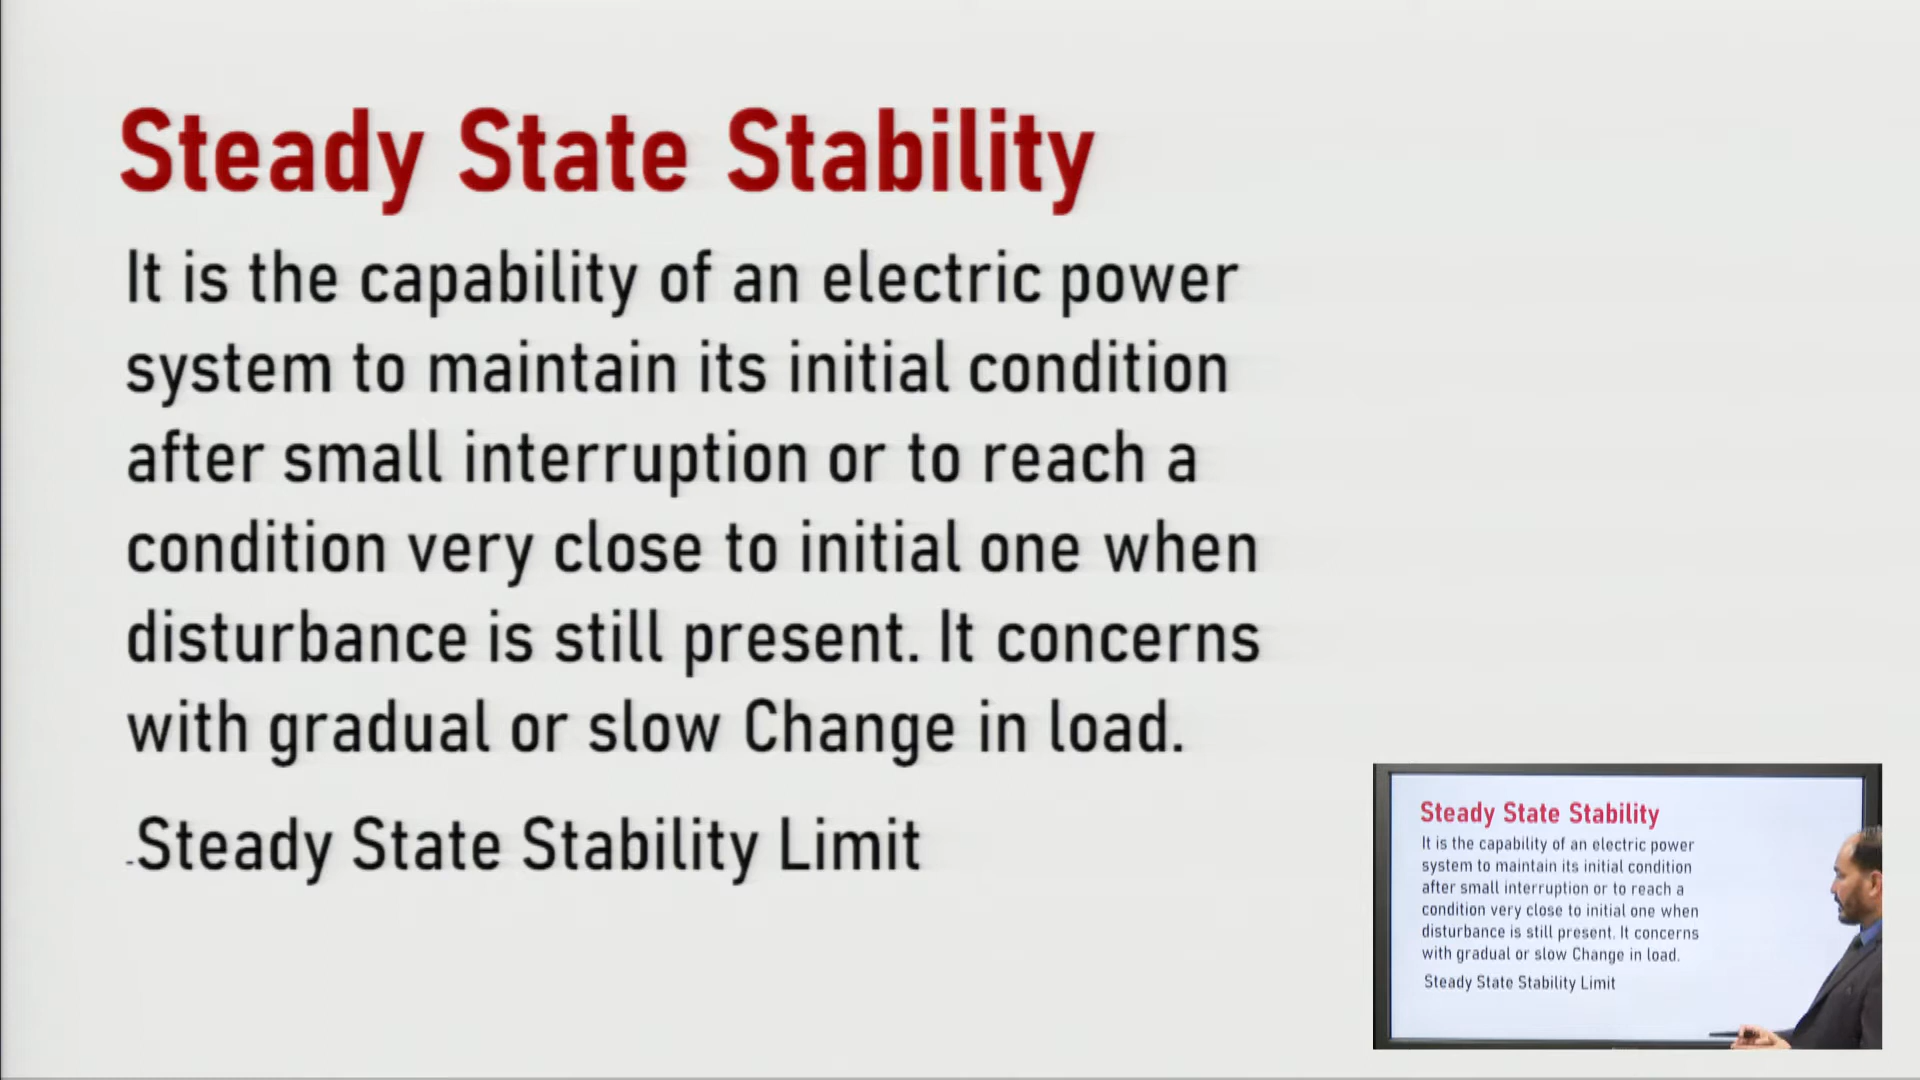 Steady State Stability
It is the capability of an electric power
system to maintain its initial condition
after small interruption or to reach a
condition very close to initial one when
disturbance is still present. It concerns
with gradual or slow Change in load.
-Steady State Stability Limit
Steady State Stability
It is the capability of an electric power
system to maintain its initial condition
after small interruption or to reach a
condition very close to initial one when
disturbance is still present. It concerns
with gradual or slow Change in load.
Steady State Stability Limit